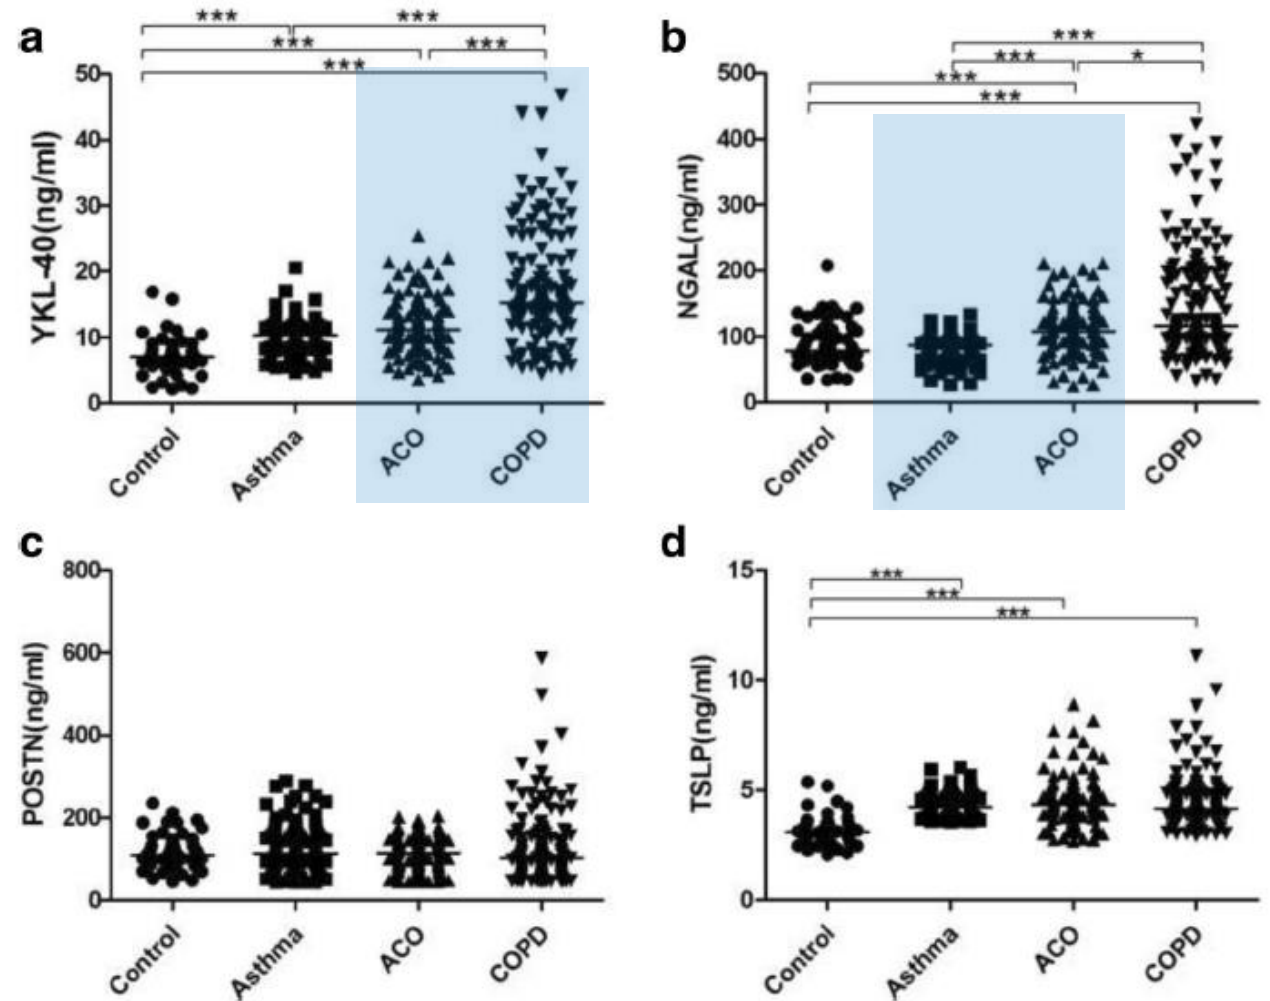 a
*** ***
*** ***
***
50
40
30
20
10
0
YKL-40(ng/ml)
Control
Asthma
ACO
COPD
b
***
*** *
***
***
500
400
300
200
100
0
NGAL(ng/ml)
Control
Asthma
ACO
COPD
c
800
600
400
200
0
POSTN(ng/ml)
Control
Asthma
ACO
COPD
d
***
***
***
15
10
5
0
TSLP(ng/ml)
Control
Asthma
ACO
COPD